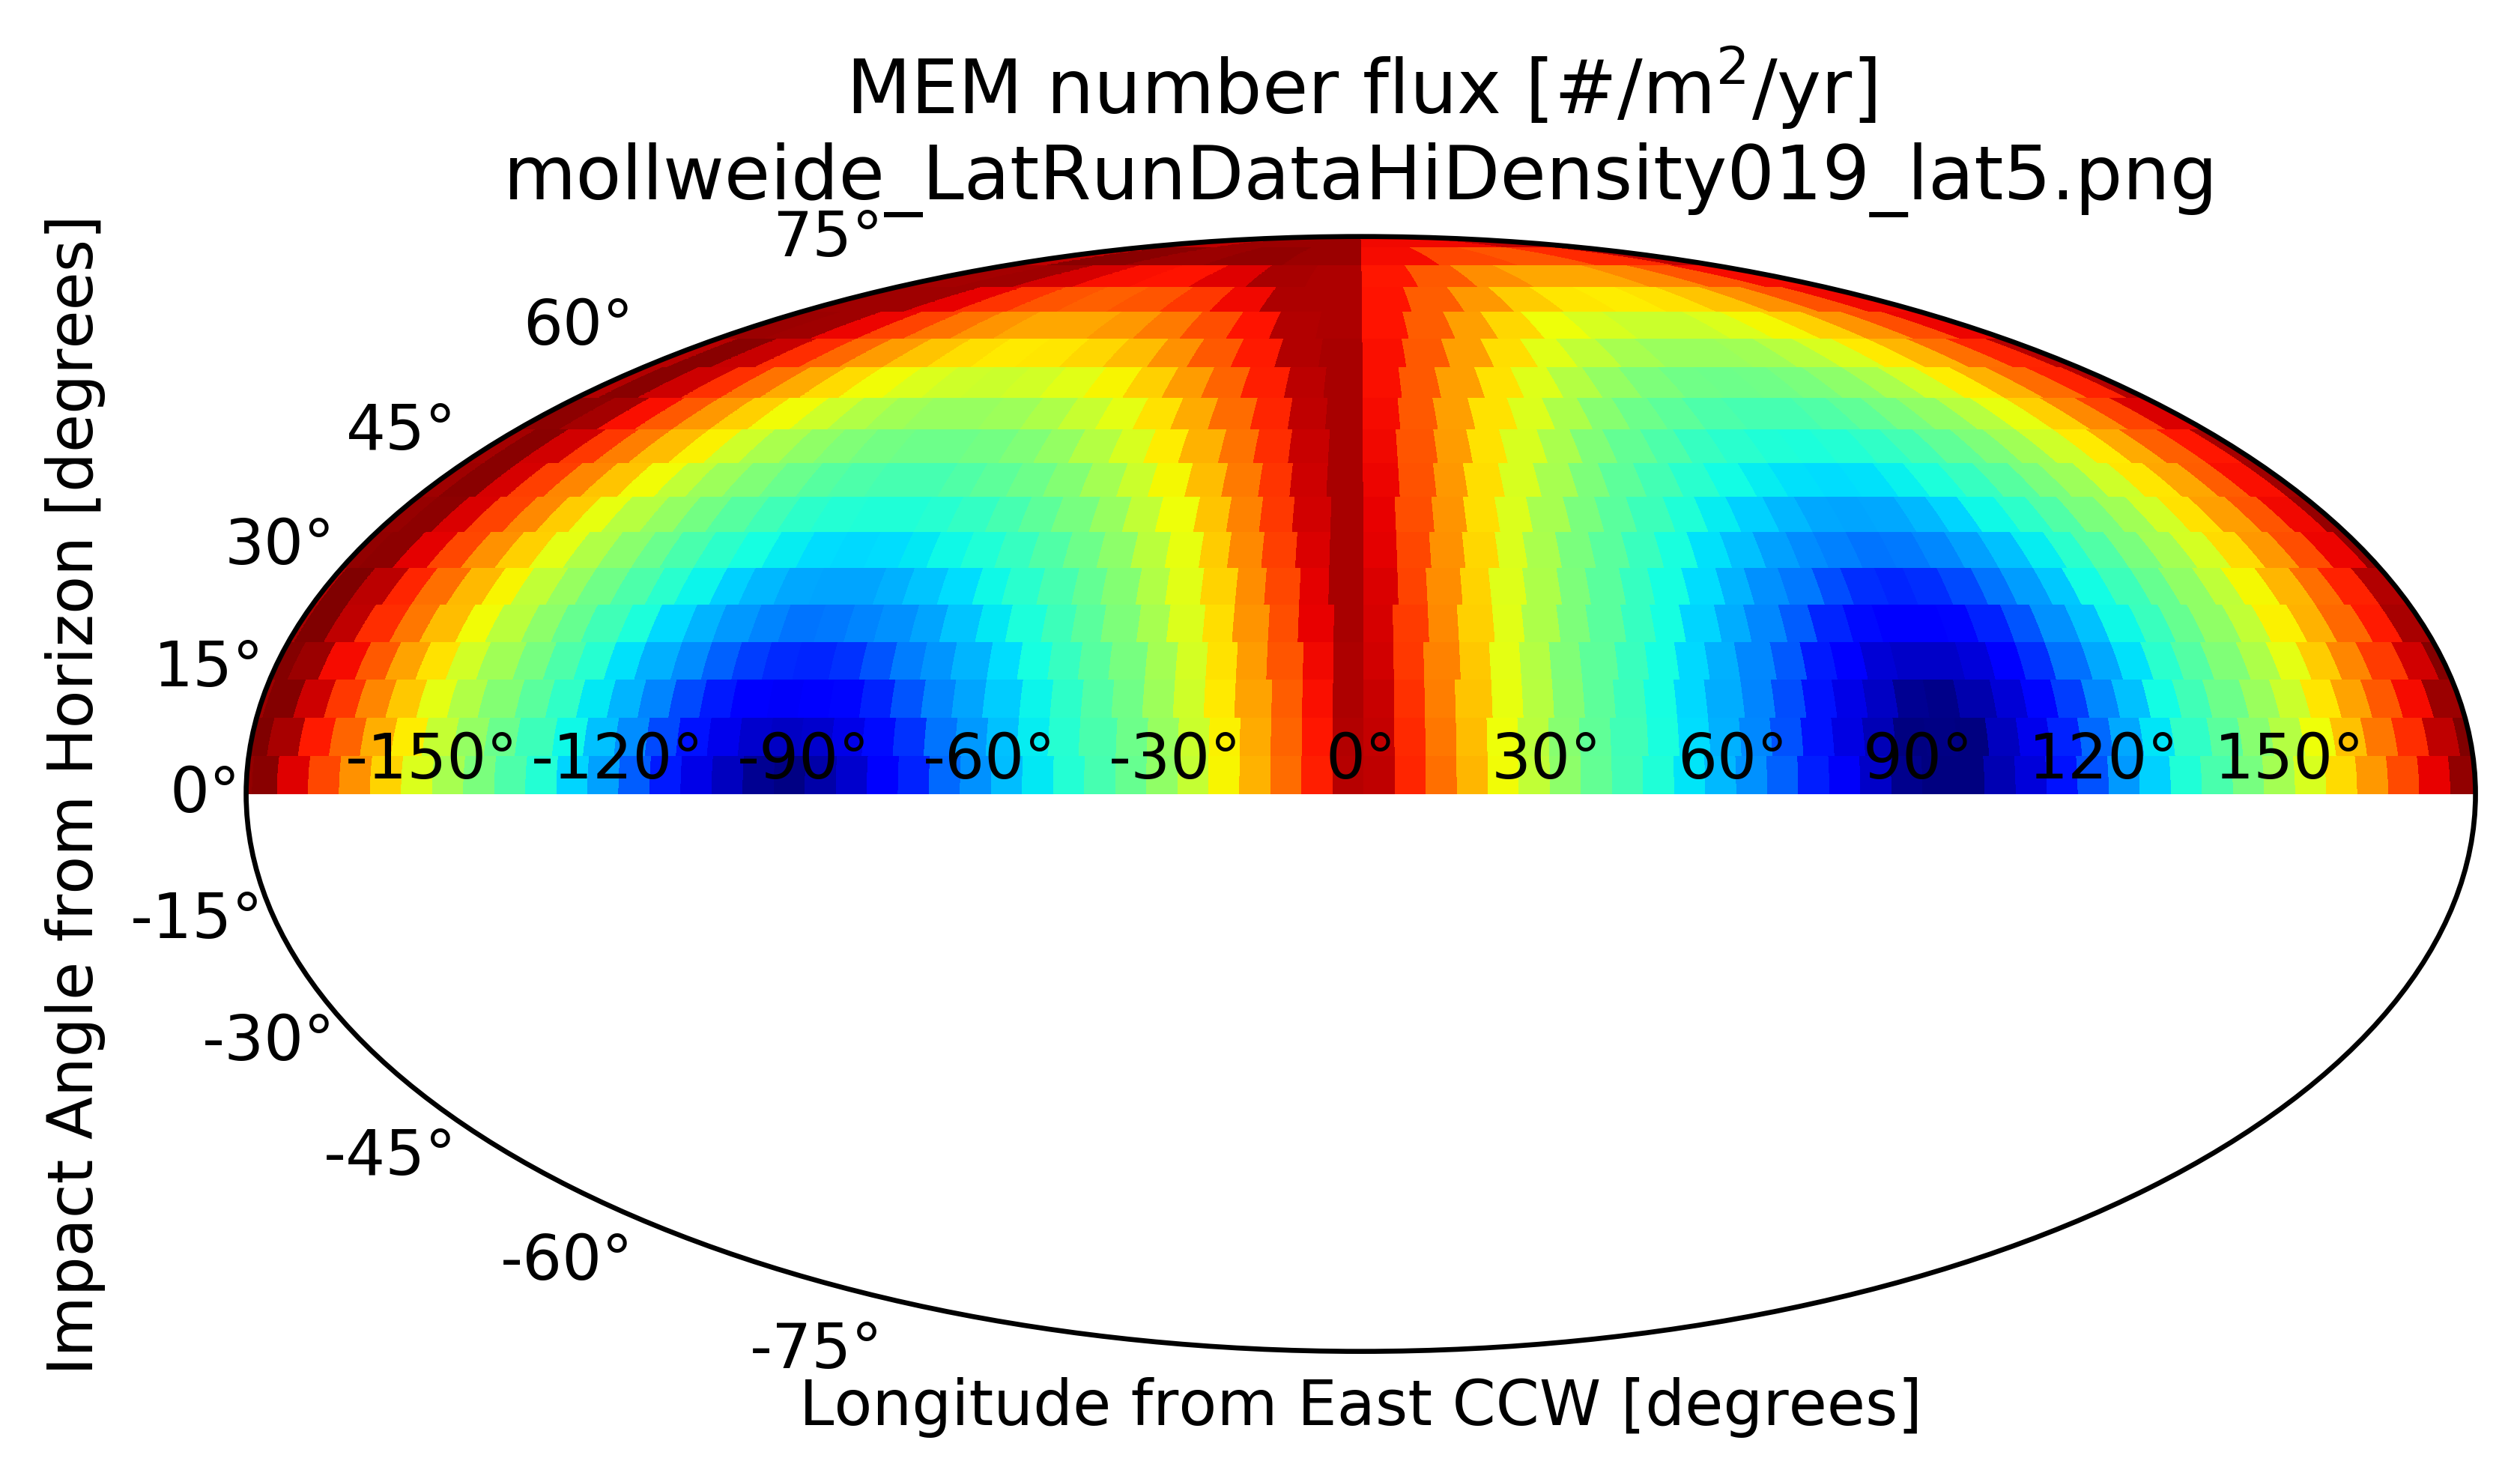 MEM number flux [#/m²/yr]
mollweide_LatRunDataHiDensity019_lat5.png
Impact Angle from Horizon [degrees]
75°
60°
45°
30°
15°
0°
-15°
-30°
-45°
-60°
-75°
-150° -120° -90° -60° -30° 0° 30° 60° 90° 120° 150°
Longitude from East CCW [degrees]